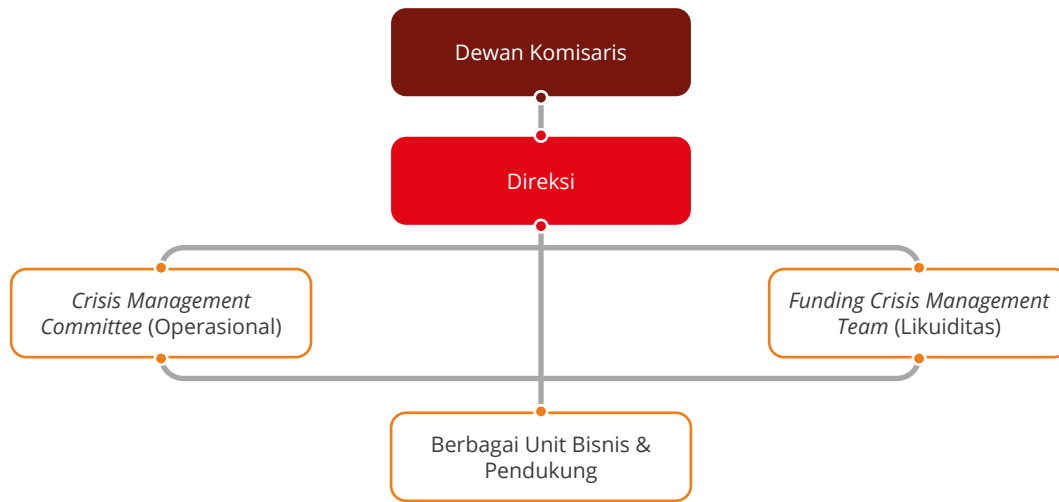 Dewan Komisaris
Direksi
Crisis Management
Committee (Operasional)
Funding Crisis Management
Team (Likuiditas)
Berbagai Unit Bisnis &
Pendukung